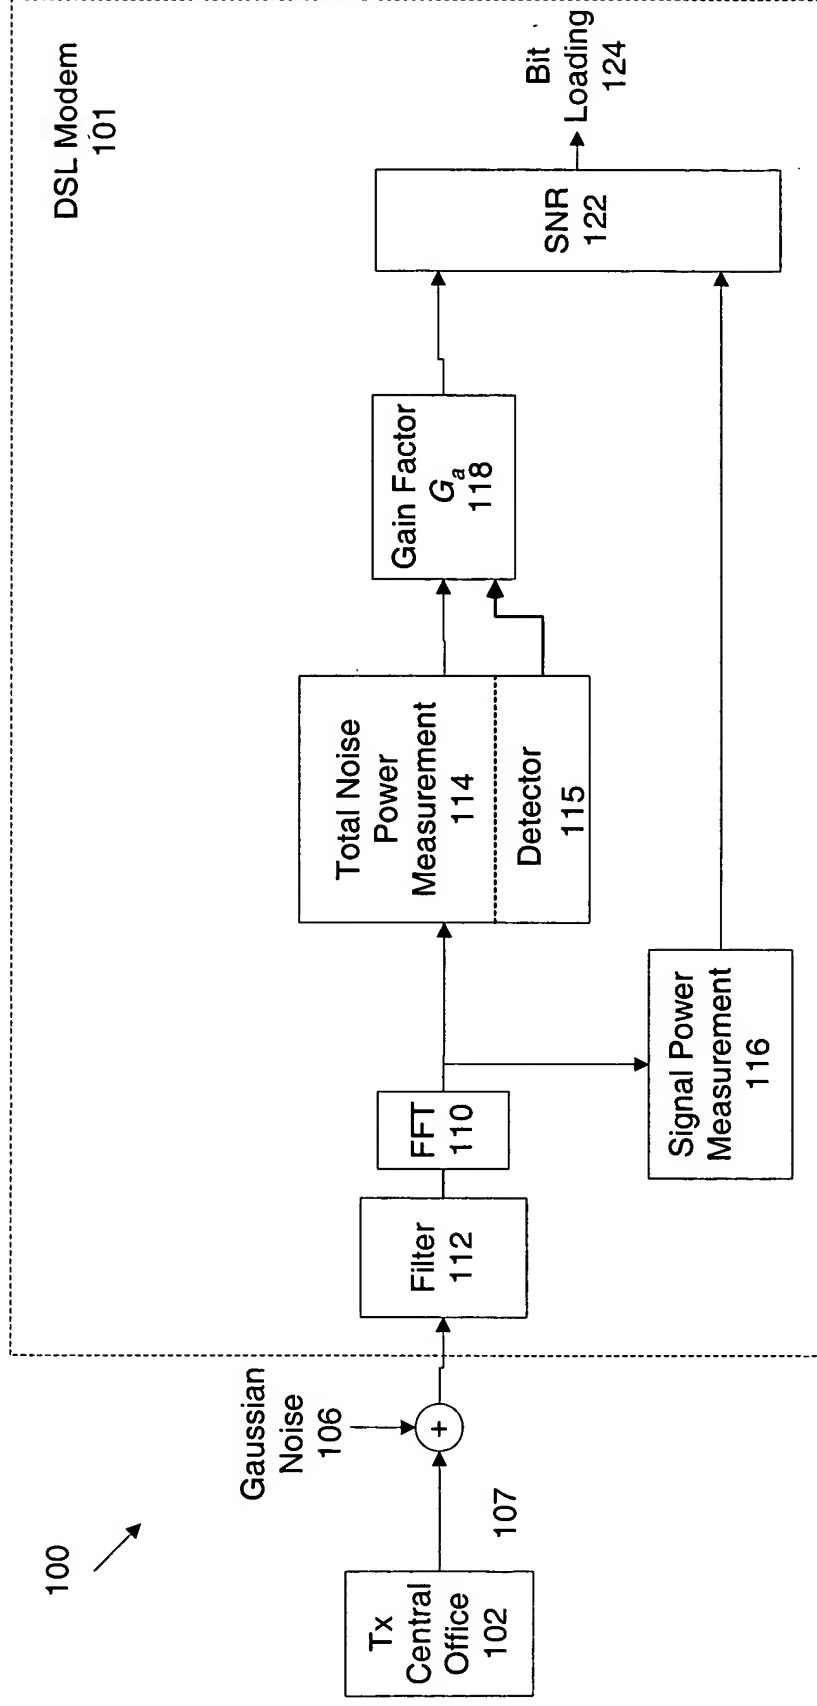 100
Tx
Central
Office
102
107
Gaussian
Noise
106
+
DSL Modem
101
Filter
112
FFT
110
Total Noise
Power
Measurement
114
Detector
115
Signal Power
Measurement
116
Gain Factor
Ga
118
SNR
122
Bit
Loading
124